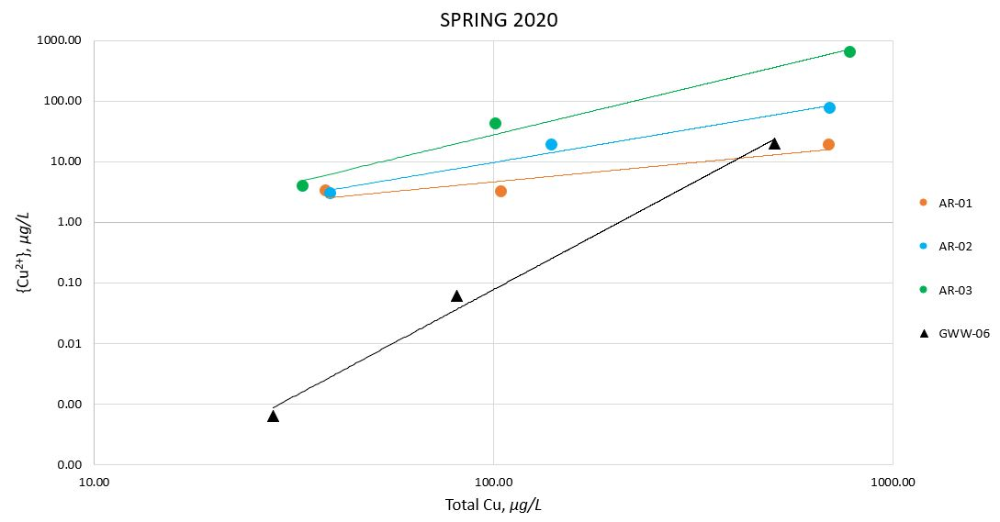 SPRING 2020
1000.00
100.00
10.00
1.00
0.10
0.01
0.00
0.00
10.00
100.00
1000.00
{Cu²⁺}, µg/L
Total Cu, µg/L
AR-01
AR-02
AR-03
GWW-06